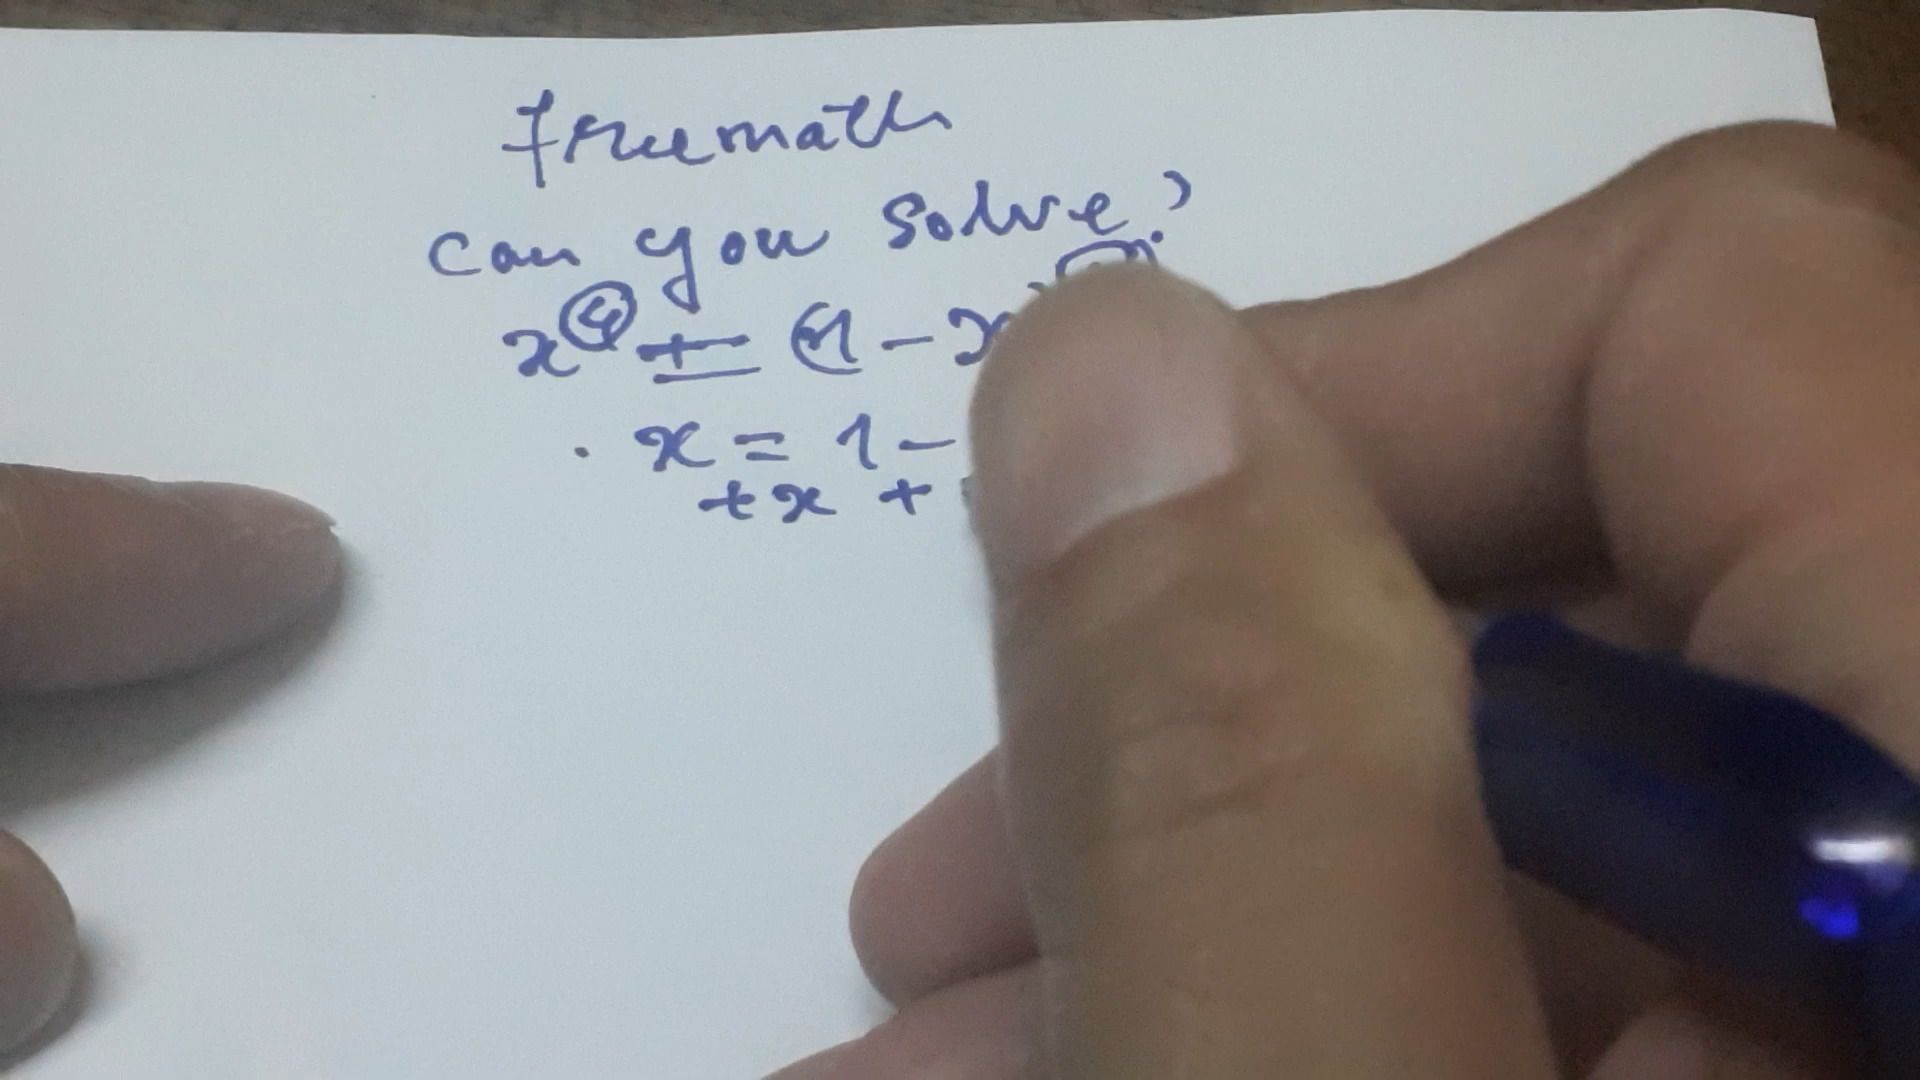 freemath
can you solve?
x④ = (1-x)
. x = 1-
+x +